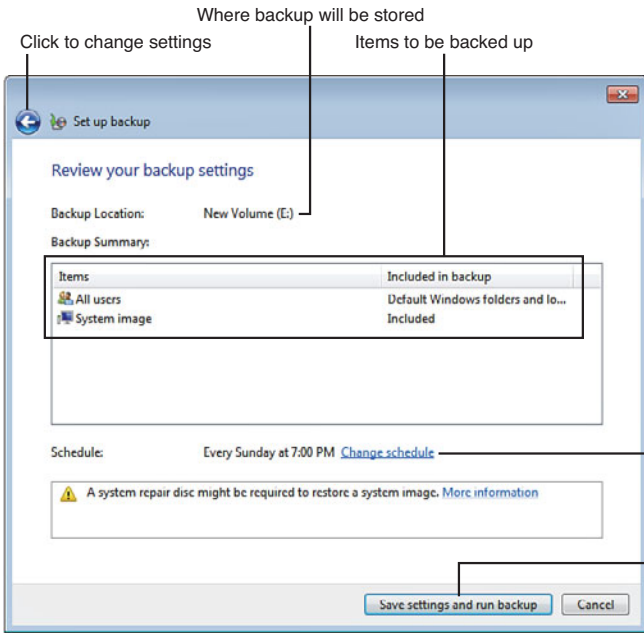 Where backup will be stored
Click to change settings
Items to be backed up
Set up backup
Review your backup settings
Backup Location: New Volume (E:)
Backup Summary:
Items Included in backup
All users Default Windows folders and lo...
System image Included
Schedule: Every Sunday at 7:00 PM Change schedule
A system repair disc might be required to restore a system image. More information
Save settings and run backup Cancel